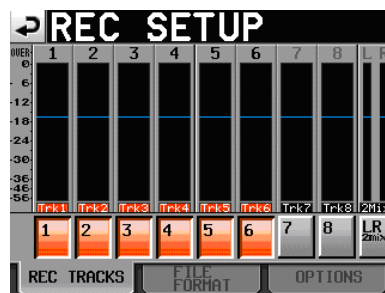 REC SETUP
OVER 1 2 3 4 5 6 7 8 L R
0
6
-12
-18
-24
-30
-36
-46
-56
Trk1 Trk2 Trk3 Trk4 Trk5 Trk6 Trk7 Trk8 2Mi
1 2 3 4 5 6 7 8 LR
2mix
REC TRACKS FILE FORMAT OPTIONS